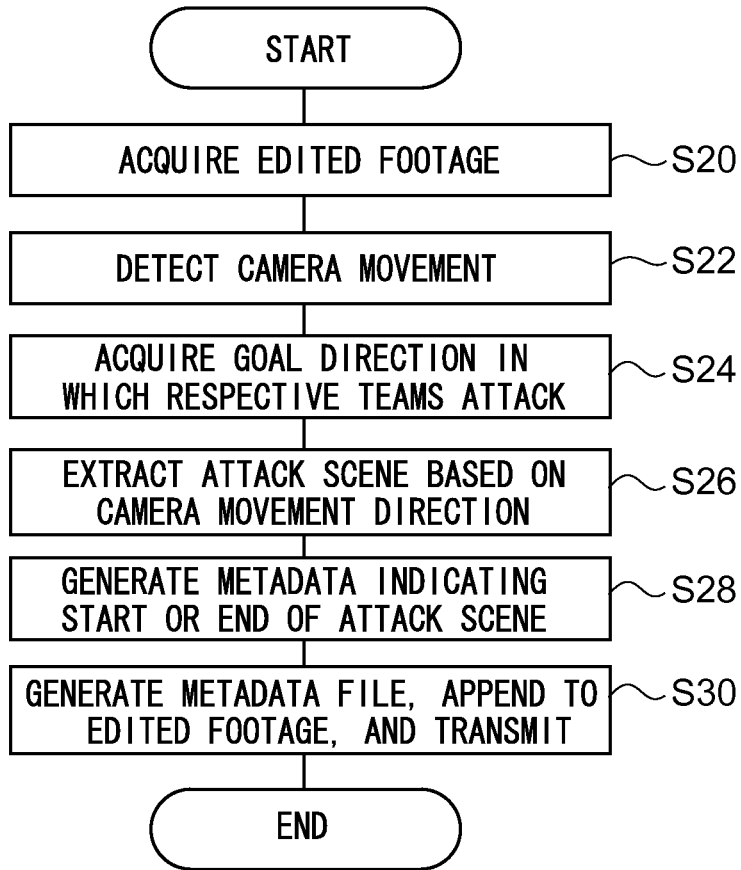 START
ACQUIRE EDITED FOOTAGE
S20
DETECT CAMERA MOVEMENT
S22
ACQUIRE GOAL DIRECTION IN
WHICH RESPECTIVE TEAMS ATTACK
S24
EXTRACT ATTACK SCENE BASED ON
CAMERA MOVEMENT DIRECTION
S26
GENERATE METADATA INDICATING
START OR END OF ATTACK SCENE
S28
GENERATE METADATA FILE, APPEND TO
EDITED FOOTAGE, AND TRANSMIT
S30
END